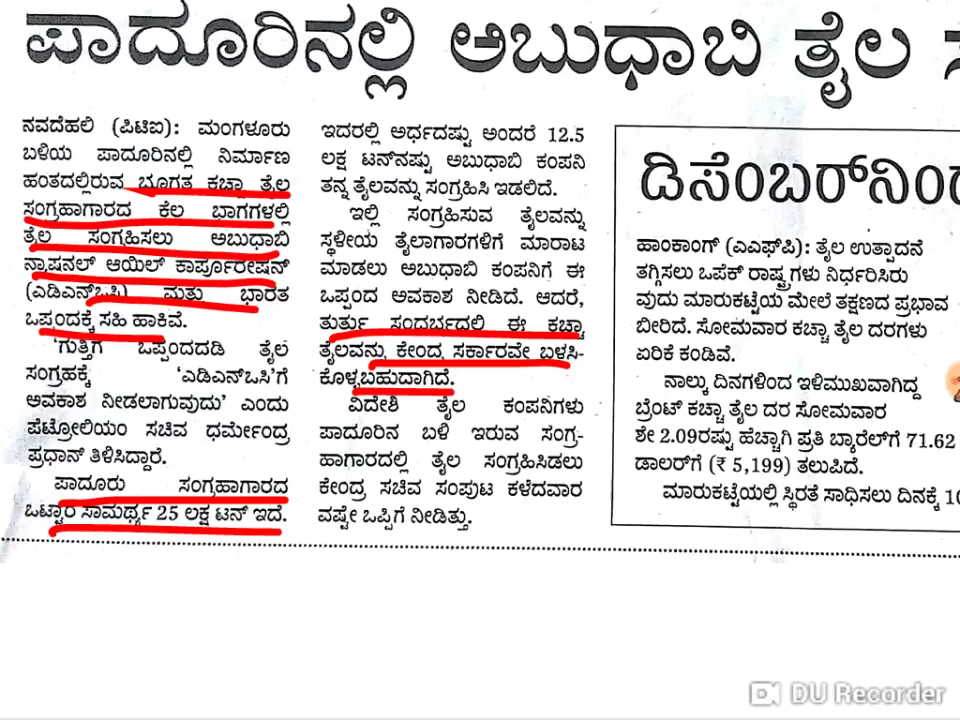 ಪಾದೂರಿನಲ್ಲಿ ಅಬುಧಾಬಿ ತೈಲ
ನವದೆಹಲಿ (ಪಿಟಿಐ): ಮಂಗಳೂರು
ಬಳಿಯ ಪಾದೂರಿನಲ್ಲಿ ನಿರ್ಮಾಣ
ಹಂತದಲ್ಲಿರುವ ಭೂಗತ ಕಚ್ಚಾ ತೈಲ
ಸಂಗ್ರಹಾಗಾರದ ಕೆಲ ಭಾಗಗಳಲ್ಲಿ
ತೈಲ ಸಂಗ್ರಹಿಸಲು ಅಬುಧಾಬಿ
ನ್ಯಾಷನಲ್ ಆಯಿಲ್ ಕಾರ್ಪೊರೇಷನ್
(ಎಡಿಎನ್‌ಒಸಿ) ಮತ್ತು ಭಾರತ
ಒಪ್ಪಂದಕ್ಕೆ ಸಹಿ ಹಾಕಿವೆ.
‘ಗುತ್ತಿಗೆ ಒಪ್ಪಂದದಡಿ ತೈಲ
ಸಂಗ್ರಹಕ್ಕೆ ‘ಎಡಿಎನ್‌ಒಸಿ’ಗೆ
ಅವಕಾಶ ನೀಡಲಾಗುವುದು’ ಎಂದು
ಪೆಟ್ರೋಲಿಯಂ ಸಚಿವ ಧರ್ಮೇಂದ್ರ
ಪ್ರಧಾನ್ ತಿಳಿಸಿದ್ದಾರೆ.
ಪಾದೂರು ಸಂಗ್ರಹಾಗಾರದ
ಒಟ್ಟಾರೆ ಸಾಮರ್ಥ್ಯ 25 ಲಕ್ಷ ಟನ್ ಇದೆ.
ಇದರಲ್ಲಿ ಅರ್ಧದಷ್ಟು ಅಂದರೆ 12.5
ಲಕ್ಷ ಟನ್‌ನಷ್ಟು ಅಬುಧಾಬಿ ಕಂಪನಿ
ತನ್ನ ತೈಲವನ್ನು ಸಂಗ್ರಹಿಸಿ ಇಡಲಿದೆ.
ಇಲ್ಲಿ ಸಂಗ್ರಹಿಸುವ ತೈಲವನ್ನು
ಸ್ಥಳೀಯ ತೈಲಾಗಾರಗಳಿಗೆ ಮಾರಾಟ
ಮಾಡಲು ಅಬುಧಾಬಿ ಕಂಪನಿಗೆ ಈ
ಒಪ್ಪಂದ ಅವಕಾಶ ನೀಡಿದೆ. ಆದರೆ,
ತುರ್ತು ಸಂದರ್ಭದಲ್ಲಿ ಈ ಕಚ್ಚಾ
ತೈಲವನ್ನು ಕೇಂದ್ರ ಸರ್ಕಾರವೇ ಬಳಸಿ-
ಕೊಳ್ಳಬಹುದಾಗಿದೆ.
ವಿದೇಶಿ ತೈಲ ಕಂಪನಿಗಳು
ಪಾದೂರಿನ ಬಳಿ ಇರುವ ಸಂಗ್ರ-
ಹಾಗಾರದಲ್ಲಿ ತೈಲ ಸಂಗ್ರಹಿಸಿಡಲು
ಕೇಂದ್ರ ಸಚಿವ ಸಂಪುಟ ಕಳೆದವಾರ
ವಷ್ಟೇ ಒಪ್ಪಿಗೆ ನೀಡಿತ್ತು.
ಡಿಸೆಂಬರ್‌ನಿಂದ
ಹಾಂಕಾಂಗ್ (ಎಎಫ್‌ಪಿ): ತೈಲ ಉತ್ಪಾದನೆ
ತಗ್ಗಿಸಲು ಒಪೆಕ್ ರಾಷ್ಟ್ರಗಳು ನಿರ್ಧರಿಸಿರು
ವುದು ಮಾರುಕಟ್ಟೆಯ ಮೇಲೆ ತಕ್ಷಣದ ಪ್ರಭಾವ
ಬೀರಿದೆ. ಸೋಮವಾರ ಕಚ್ಚಾ ತೈಲ ದರಗಳು
ಏರಿಕೆ ಕಂಡಿವೆ.
ನಾಲ್ಕು ದಿನಗಳಿಂದ ಇಳಿಮುಖವಾಗಿದ್ದ
ಬ್ರೆಂಟ್ ಕಚ್ಚಾ ತೈಲ ದರ ಸೋಮವಾರ
ಶೇ 2.09ರಷ್ಟು ಹೆಚ್ಚಾಗಿ ಪ್ರತಿ ಬ್ಯಾರೆಲ್‌ಗೆ 71.62
ಡಾಲರ್‌ಗೆ (₹ 5,199) ತಲುಪಿದೆ.
ಮಾರುಕಟ್ಟೆಯಲ್ಲಿ ಸ್ಥಿರತೆ ಸಾಧಿಸಲು ದಿನಕ್ಕೆ 10
DU Recorder